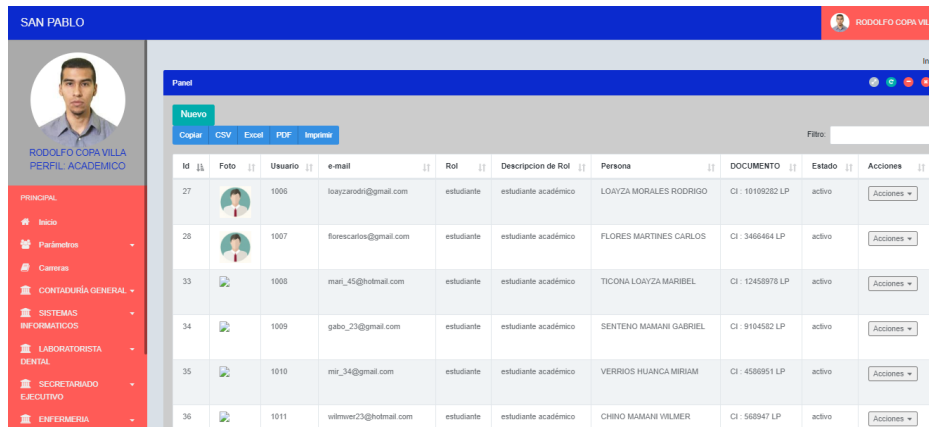 SAN PABLO
RODOLFO COPA VIL
RODOLFO COPA VILLA
PERFIL: ACADEMICO
PRINCIPAL
Inicio
Parámetros
Carreras
CONTADURÍA GENERAL
SISTEMAS
INFORMATICOS
LABORATORISTA
DENTAL
SECRETARIADO
EJECUTIVO
ENFERMERIA
In
Panel
Nuevo
Copiar CSV Excel PDF Imprimir
Filtro:
Id Foto Usuario e-mail Rol Descripcion de Rol Persona DOCUMENTO Estado Acciones
27 1006 loayzarodri@gmail.com estudiante estudiante académico LOAYZA MORALES RODRIGO CI : 10109282 LP activo Acciones
28 1007 florescarlos@gmail.com estudiante estudiante académico FLORES MARTINES CARLOS CI : 3466464 LP activo Acciones
33 1008 mari_45@hotmail.com estudiante estudiante académico TICONA LOAYZA MARIBEL CI : 12458978 LP activo Acciones
34 1009 gabo_23@gmail.com estudiante estudiante académico SENTENO MAMANI GABRIEL CI : 9104582 LP activo Acciones
35 1010 mir_34@gmail.com estudiante estudiante académico VERRIOS HUANCA MIRIAM CI : 4586951 LP activo Acciones
36 1011 wilmwer23@hotmail.com estudiante estudiante académico CHINO MAMANI WILMER CI : 568947 LP activo Acciones